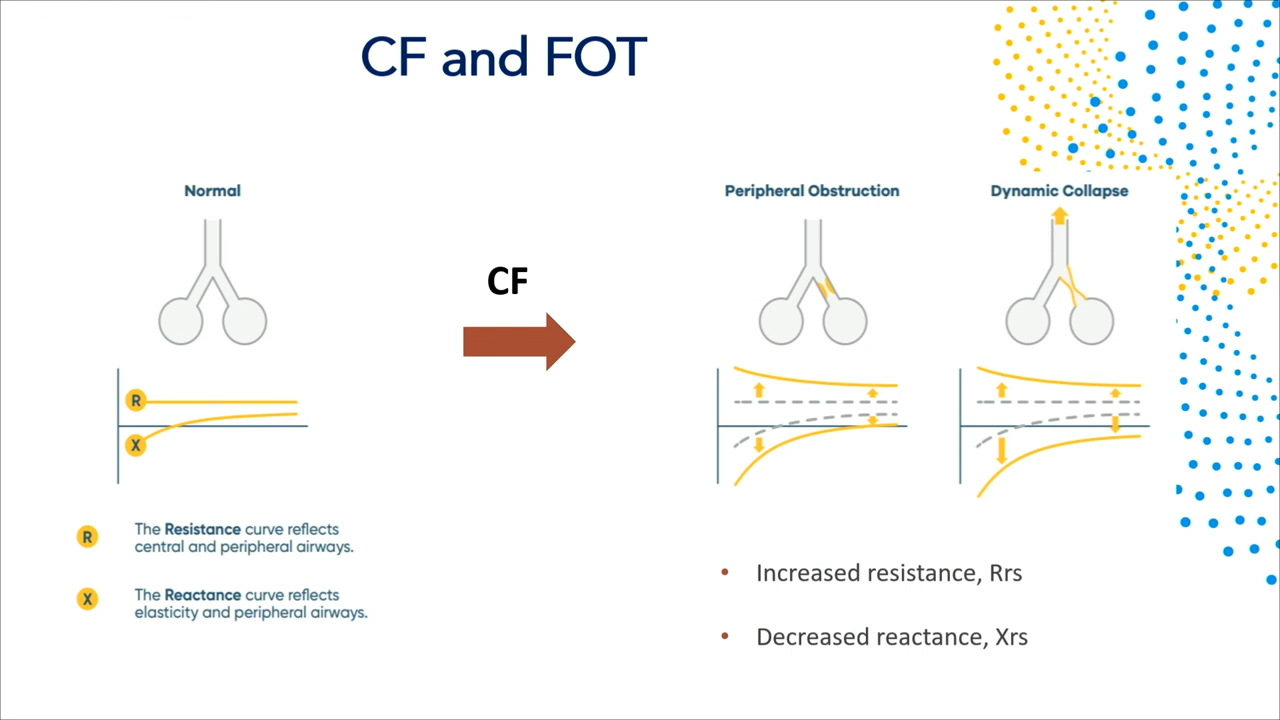 CF and FOT
Normal
R
X
R
The Resistance curve reflects
central and peripheral airways.
X
The Reactance curve reflects
elasticity and peripheral airways.
CF
Peripheral Obstruction
Dynamic Collapse
• Increased resistance, Rrs
• Decreased reactance, Xrs